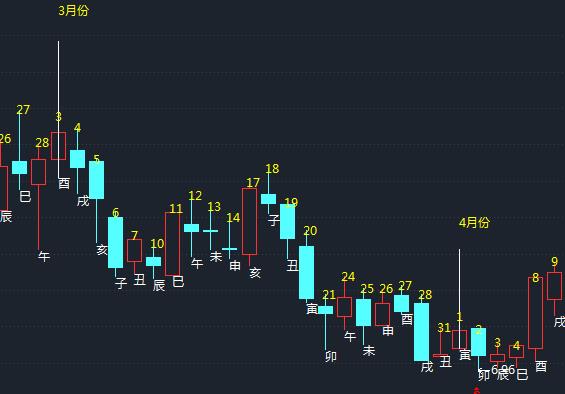 3月份
26
27
28
3
4
5
6
7
10
11
12
13
14
17
18
19
20
21
24
25
26
27
28
31
1
2
3
4
8
9
4月份
辰
巳
午
酉
戌
亥
子
丑
辰
巳
午
未
申
亥
子
丑
寅
卯
午
未
申
酉
戌
丑
寅
卯
辰
巳
酉
戌
6.96